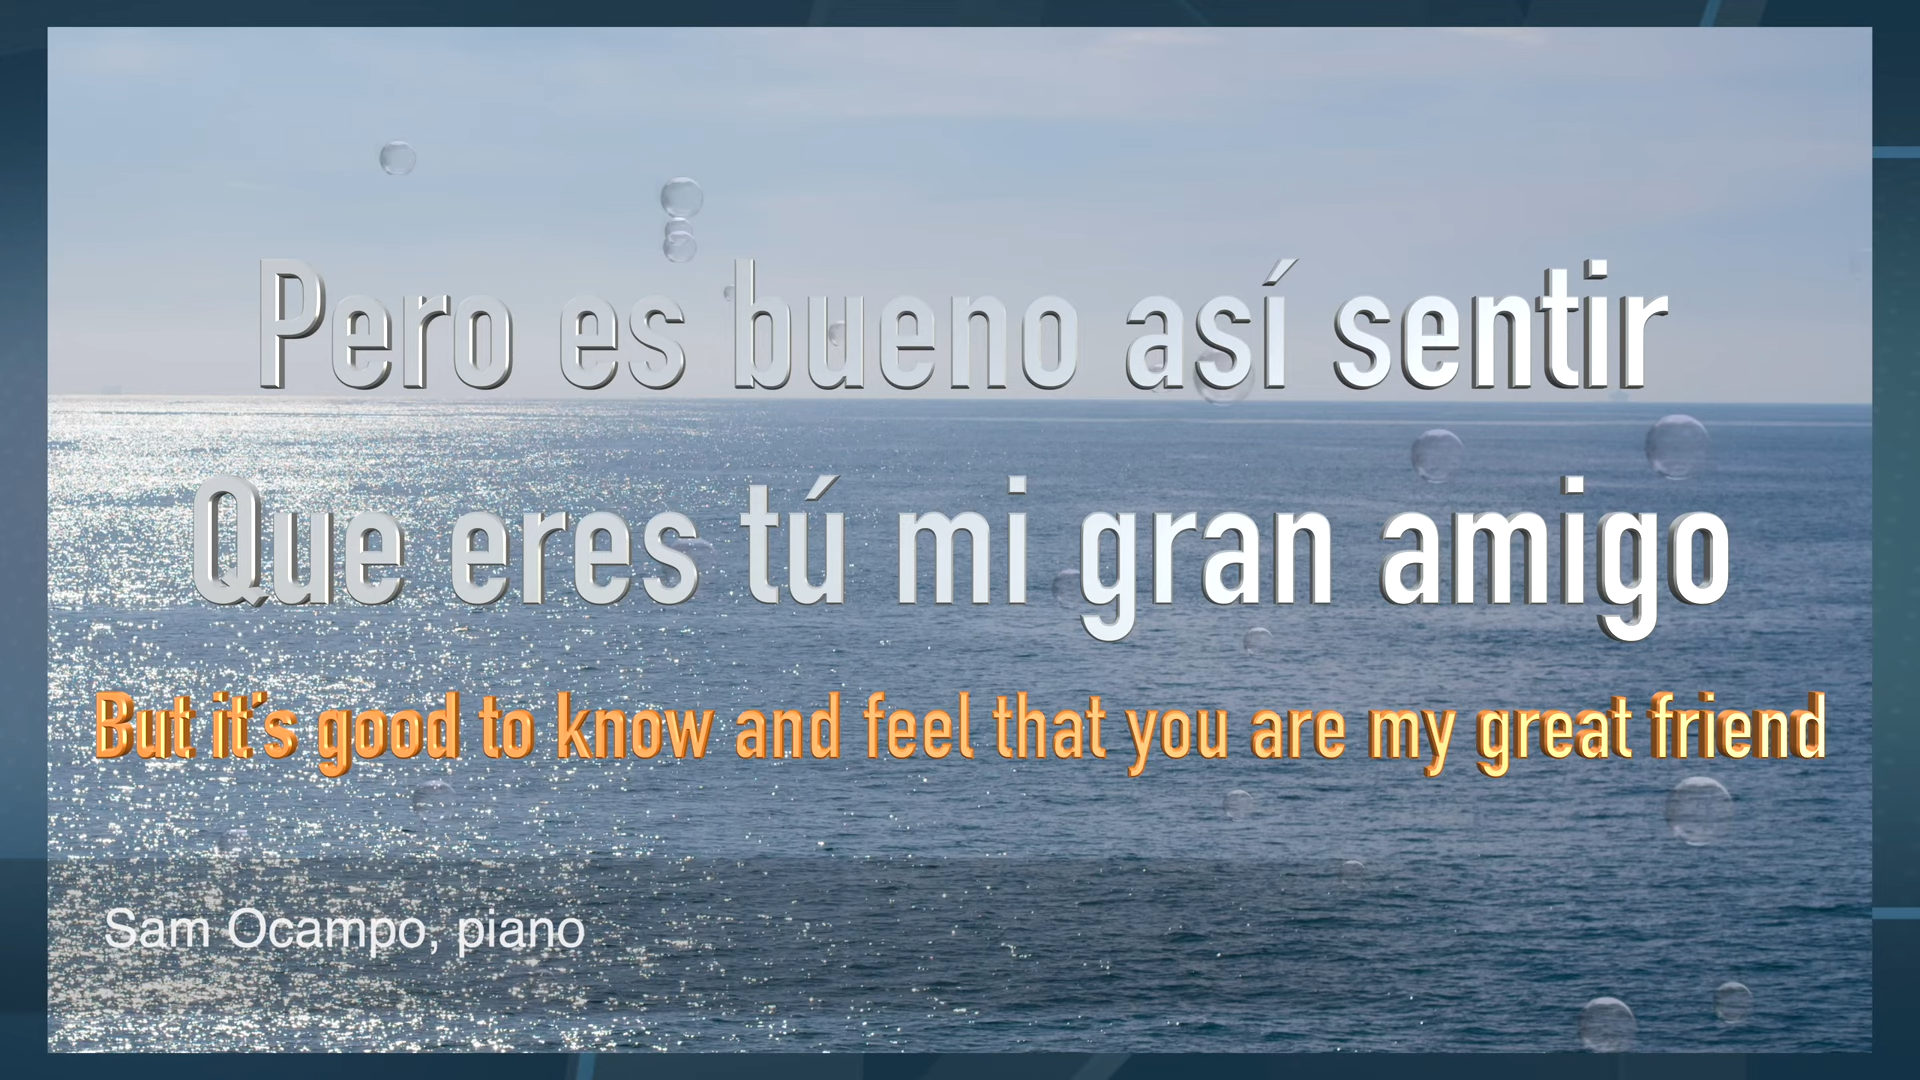 Pero es bueno así sentir
Que eres tú mi gran amigo
But it's good to know and feel that you are my great friend
Sam Ocampo, piano